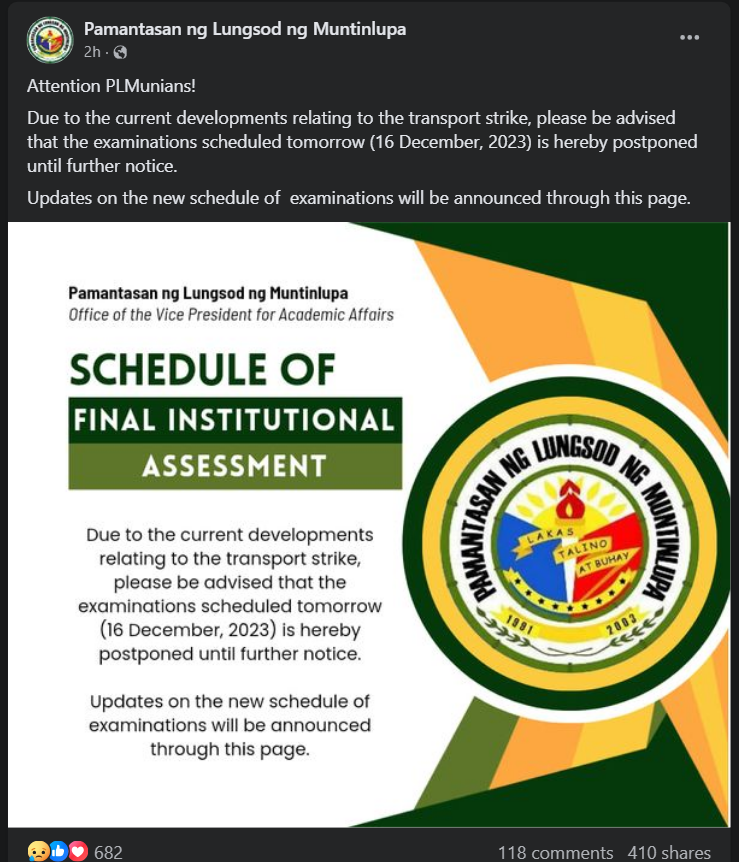 Pamantasan ng Lungsod ng Muntinlupa
2h ·
Attention PLMunians!
Due to the current developments relating to the transport strike, please be advised
that the examinations scheduled tomorrow (16 December, 2023) is hereby postponed
until further notice.
Updates on the new schedule of examinations will be announced through this page.
Pamantasan ng Lungsod ng Muntinlupa
Office of the Vice President for Academic Affairs
SCHEDULE OF
FINAL INSTITUTIONAL
ASSESSMENT
Due to the current developments
relating to the transport strike,
please be advised that the
examinations scheduled tomorrow
(16 December, 2023) is hereby
postponed until further notice.
Updates on the new schedule of
examinations will be announced
through this page.
PAMANTASAN NG LUNGSOD NG MUNTINLUPA
LAKAS
TALINO
AT BUHAY
1991
2003
682
118 comments 410 shares